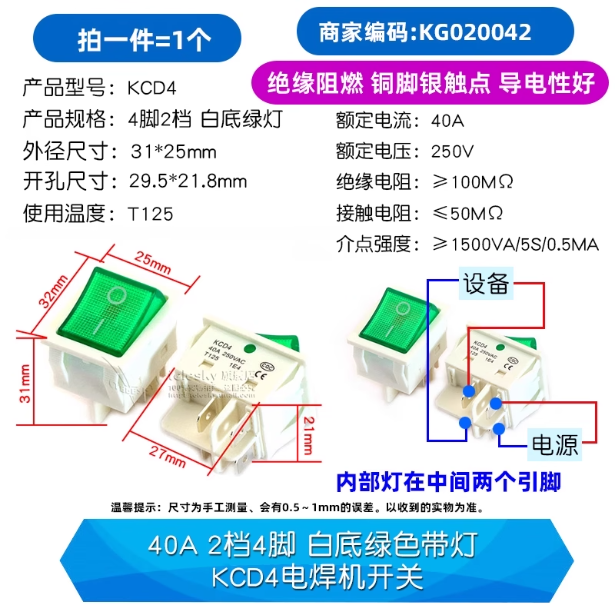 拍一件=1个
商家编码:KG020042
绝缘阻燃 铜脚银触点 导电性好
产品型号: KCD4
产品规格: 4脚2档 白底绿灯
外径尺寸: 31*25mm
开孔尺寸: 29.5*21.8mm
使用温度: T125
额定电流: 40A
额定电压: 250V
绝缘电阻: ≥100MΩ
接触电阻: ≤50MΩ
介点强度: ≥1500VA/5S/0.5MA
25mm
32mm
31mm
27mm
21mm
KCD4
40A 250VAC
T125 1E4
CE
设备
KCD4
40A 250VAC
1E4
CE
电源
内部灯在中间两个引脚
温馨提示: 尺寸为手工测量、会有0.5~1mm的误差。以收到的实物为准。
40A 2档4脚 白底绿色带灯
KCD4电焊机开关